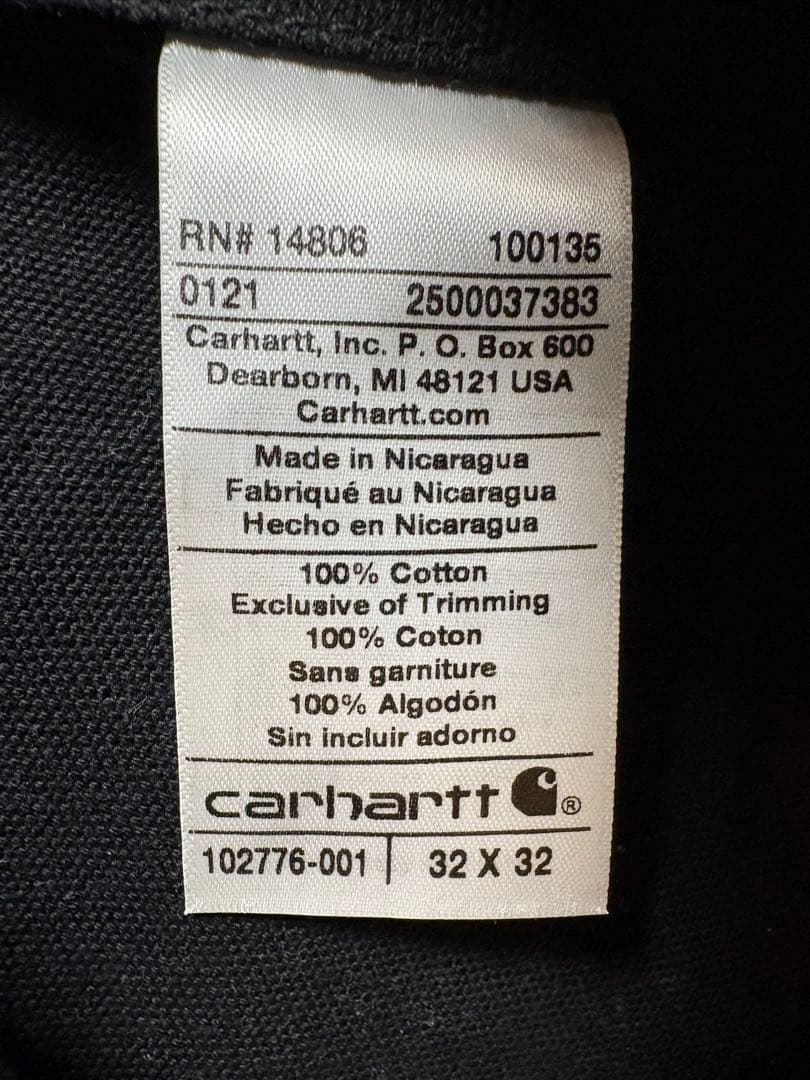 RN# 14806 100135
0121 2500037383
Carhartt, Inc. P. O. Box 600
Dearborn, MI 48121 USA
Carhartt.com
Made in Nicaragua
Fabriqué au Nicaragua
Hecho en Nicaragua
100% Cotton
Exclusive of Trimming
100% Coton
Sans garniture
100% Algodón
Sin incluir adorno
carhartt ®
102776-001 | 32 X 32